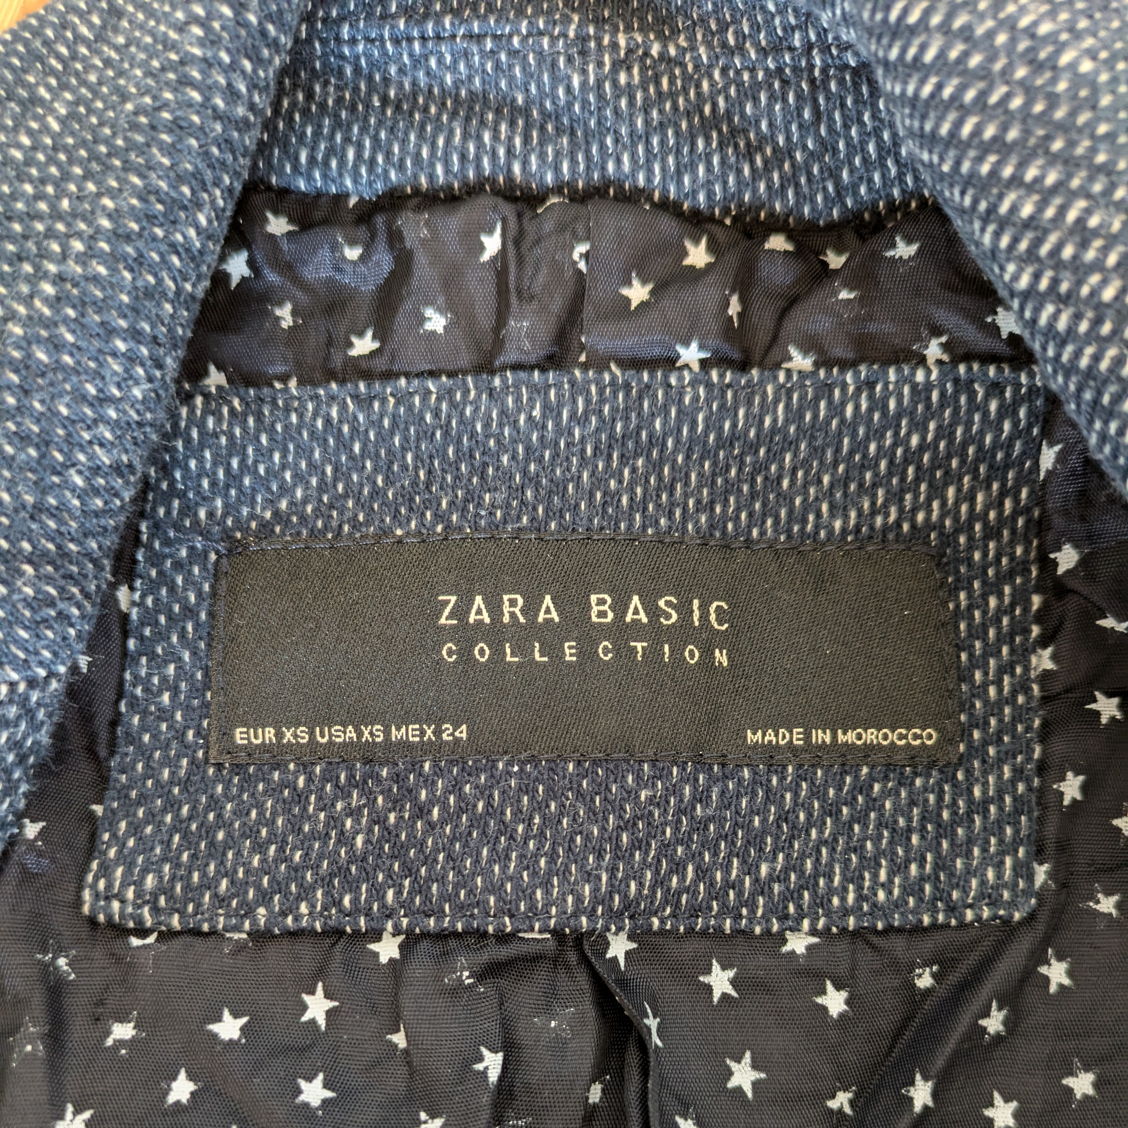 ZARA BASIC
COLLECTION
EUR XS USA XS MEX 24
MADE IN MOROCCO